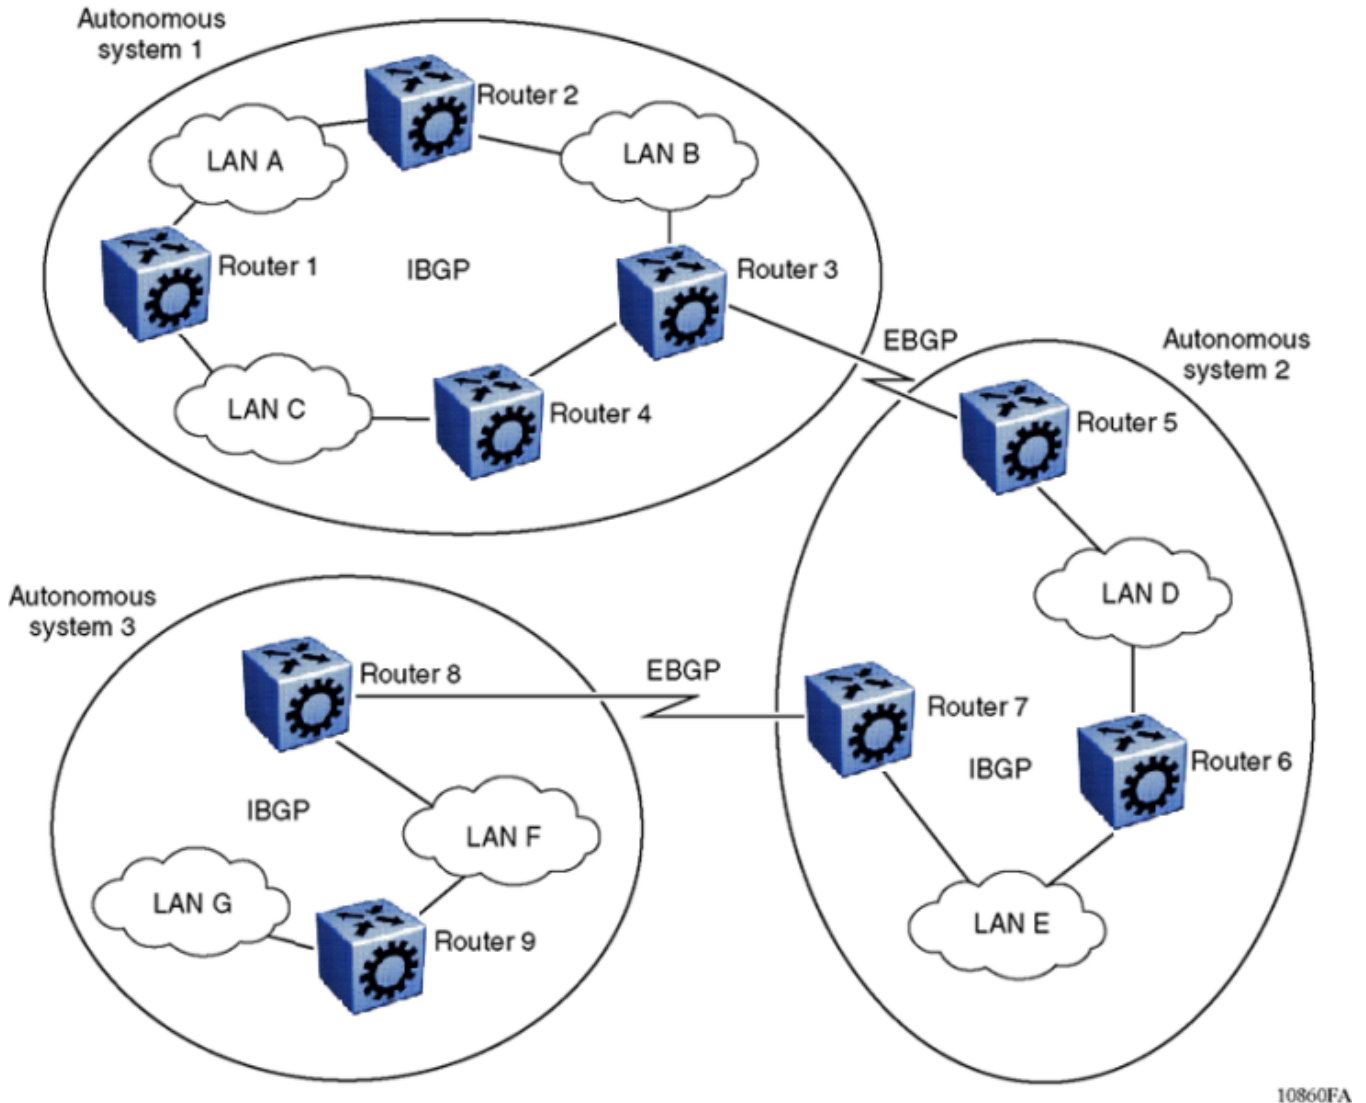 Autonomous
system 1
Router 2
LAN A
LAN B
Router 1
IBGP
Router 3
EBGP
Autonomous
system 2
LAN C
Router 4
Router 5
LAN D
Autonomous
system 3
Router 8
EBGP
Router 7
IBGP
Router 6
IBGP
LAN F
LAN G
Router 9
LAN E
10860FA